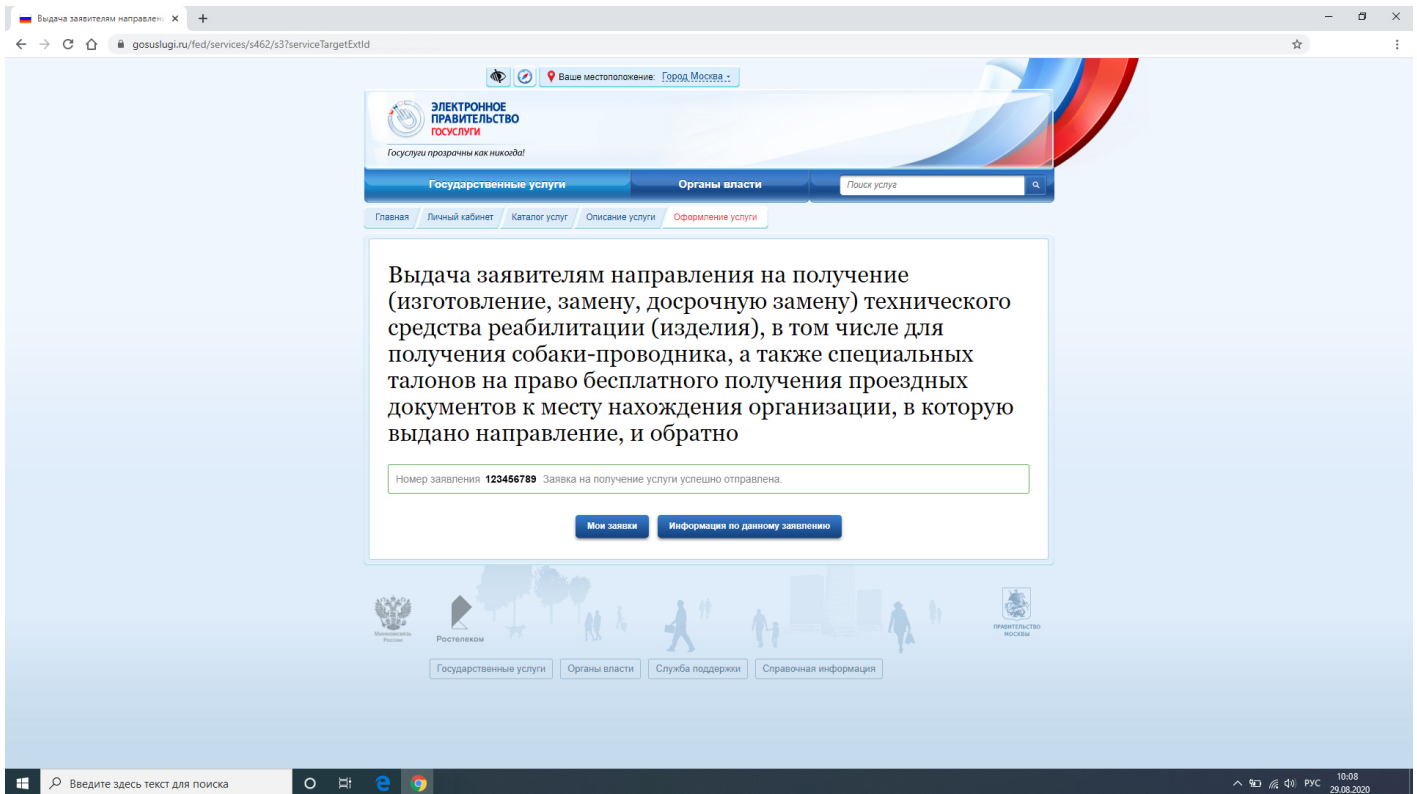 Выдача заявителям направлени
gosuslugi.ru/fed/services/s462/s3?serviceTargetExtId
Ваше местоположение: Город Москва
ЭЛЕКТРОННОЕ
ПРАВИТЕЛЬСТВО
ГОСУСЛУГИ
Госуслуги прозрачны как никогда!
Государственные услуги Органы власти Поиск услуг
Главная Личный кабинет Каталог услуг Описание услуги Оформление услуги
Выдача заявителям направления на получение
(изготовление, замену, досрочную замену) технического
средства реабилитации (изделия), в том числе для
получения собаки-проводника, а также специальных
талонов на право бесплатного получения проездных
документов к месту нахождения организации, в которую
выдано направление, и обратно
Номер заявления 123456789 Заявка на получение услуги успешно отправлена.
Мои заявки Информация по данному заявлению
Минкомсвязь
России
Ростелеком
ПРАВИТЕЛЬСТВО
МОСКВЫ
Государственные услуги Органы власти Служба поддержки Справочная информация
Введите здесь текст для поиска
РУС
10:08
29.08.2020